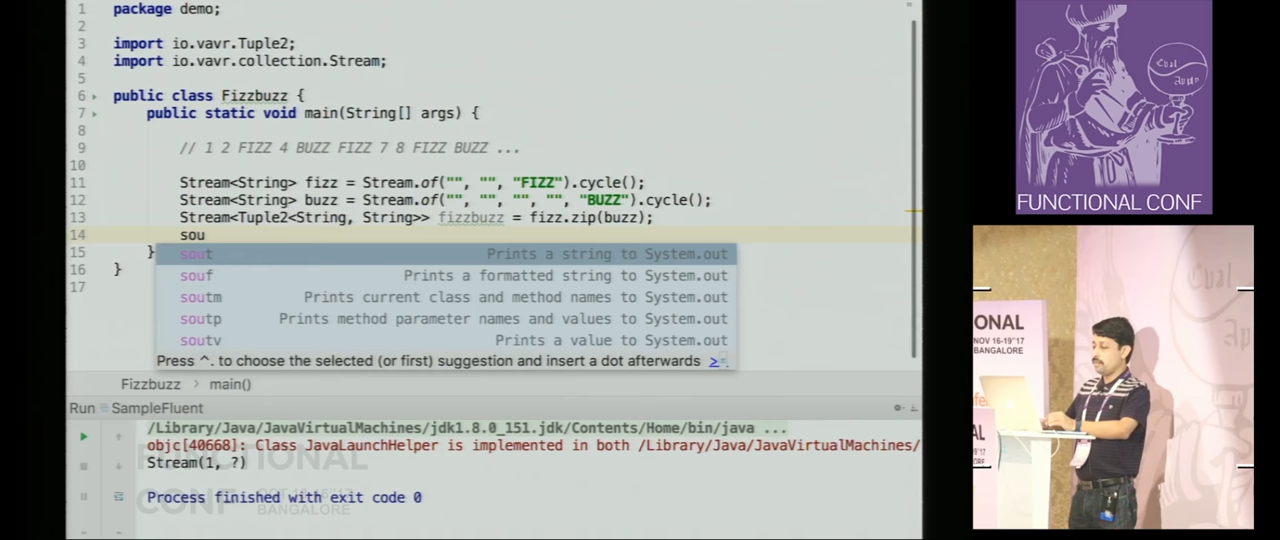 1 package demo;
2
3 import io.vavr.Tuple2;
4 import io.vavr.collection.Stream;
5
6 public class Fizzbuzz {
7 public static void main(String[] args) {
8
9 // 1 2 FIZZ 4 BUZZ FIZZ 7 8 FIZZ BUZZ ...
10
11 Stream<String> fizz = Stream.of("", "", "FIZZ").cycle();
12 Stream<String> buzz = Stream.of("", "", "", "", "BUZZ").cycle();
13 Stream<Tuple2<String, String>> fizzbuzz = fizz.zip(buzz);
14 sou
15 }
16 }
17
sout Prints a string to System.out
souf Prints a formatted string to System.out
soutm Prints current class and method names to System.out
soutp Prints method parameter names and values to System.out
soutv Prints a value to System.out
Press ^. to choose the selected (or first) suggestion and insert a dot afterwards >>
Fizzbuzz > main()
Run SampleFluent
/Library/Java/JavaVirtualMachines/jdk1.8.0_151.jdk/Contents/Home/bin/java ...
objc[40668]: Class JavaLaunchHelper is implemented in both /Library/Java/JavaVirtualMachines/
Stream(1, ?)
Process finished with exit code 0
FUNCTIONAL
CONF
BANGALORE
FUNCTIONAL CONF
ONAL
NOV 16-19"17
BANGALORE
AL